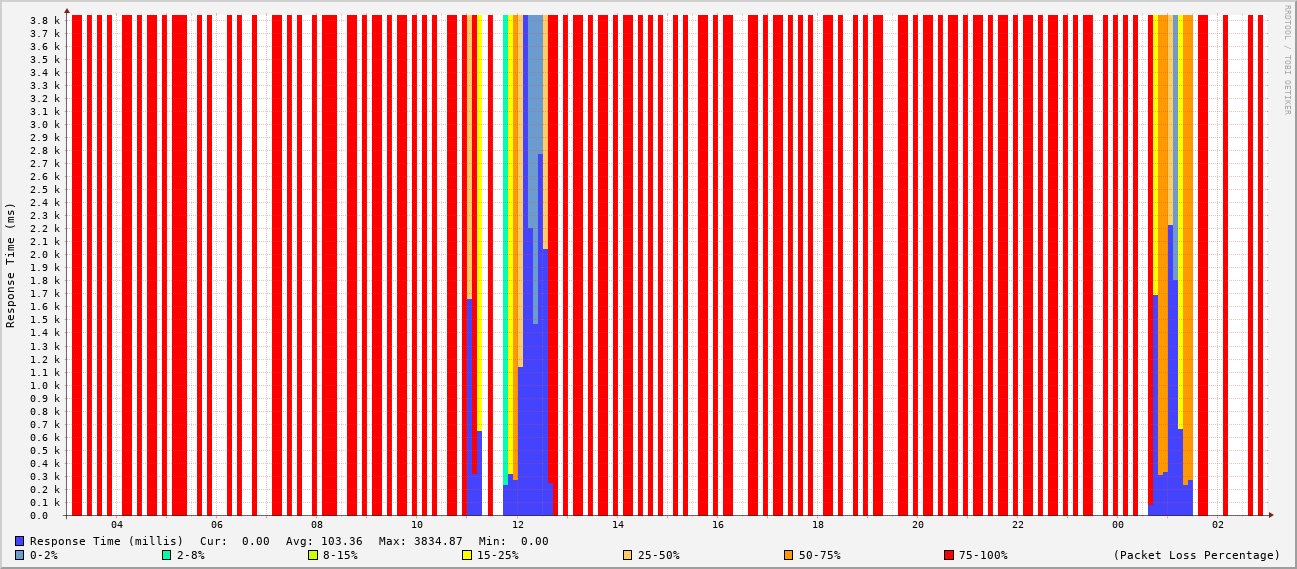 RRDTOOL / TOBI OETIKER
Response Time (ms)
3.8 k
3.7 k
3.6 k
3.5 k
3.4 k
3.3 k
3.2 k
3.1 k
3.0 k
2.9 k
2.8 k
2.7 k
2.6 k
2.5 k
2.4 k
2.3 k
2.2 k
2.1 k
2.0 k
1.9 k
1.8 k
1.7 k
1.6 k
1.5 k
1.4 k
1.3 k
1.2 k
1.1 k
1.0 k
0.9 k
0.8 k
0.7 k
0.6 k
0.5 k
0.4 k
0.3 k
0.2 k
0.1 k
0.0
04 06 08 10 12 14 16 18 20 22 00 02
Response Time (millis) Cur: 0.00 Avg: 103.36 Max: 3834.87 Min: 0.00
0-2% 2-8% 8-15% 15-25% 25-50% 50-75% 75-100% (Packet Loss Percentage)